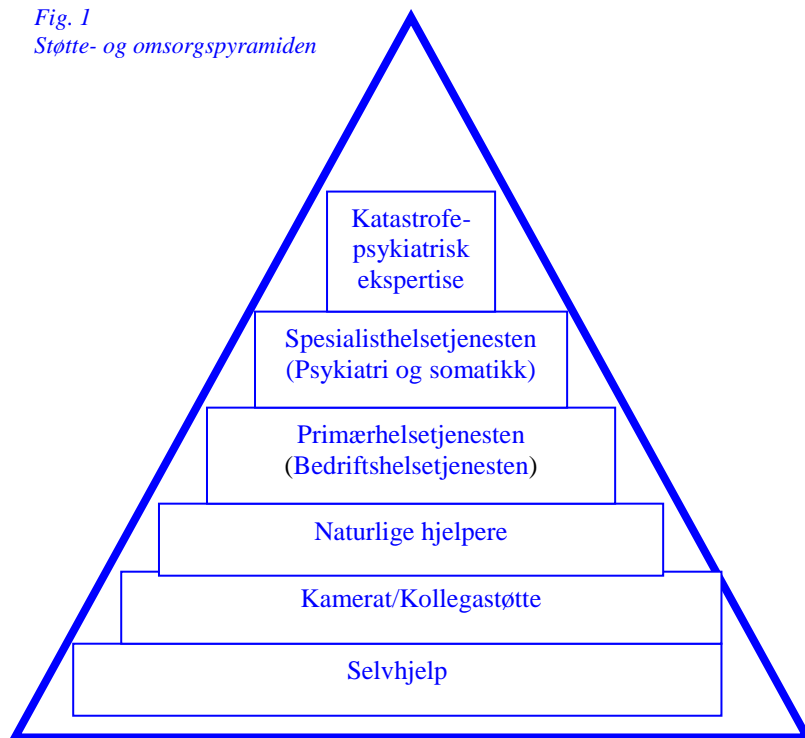 Fig. 1
Støtte- og omsorgspyramiden
Katastrofe-
psykiatrisk
ekspertise
Spesialisthelsetjenesten
(Psykiatri og somatikk)
Primærhelsetjenesten
(Bedriftshelsetjenesten)
Naturlige hjelpere
Kamerat/Kollegastøtte
Selvhjelp